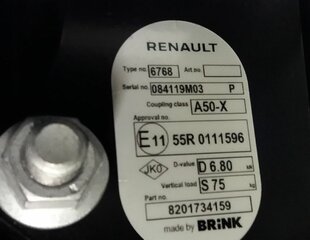 RENAULT
Type no 6768 Art no
Serial no. 084119M03 P
Coupling class A50-X
Approval no.
E11 55R 0111596
JKO D-value D 6.80 kN
Vertical load S 75 kg
Part no.
8201734159
made by BRINK